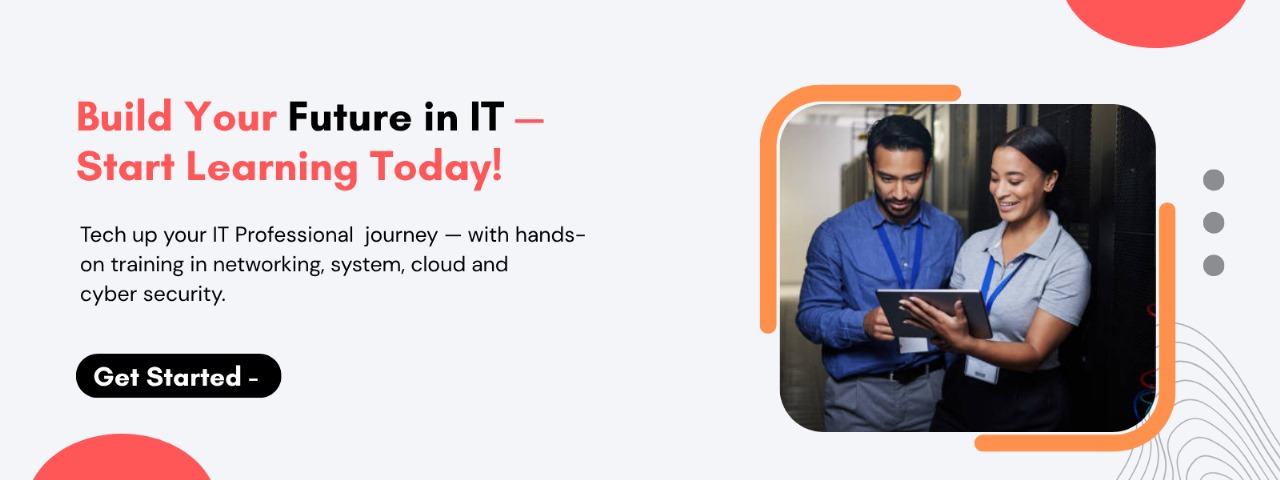 Build Your Future in IT —
Start Learning Today!
Tech up your IT Professional  journey — with hands-
on training in networking, system, cloud and
cyber security.
Get Started -